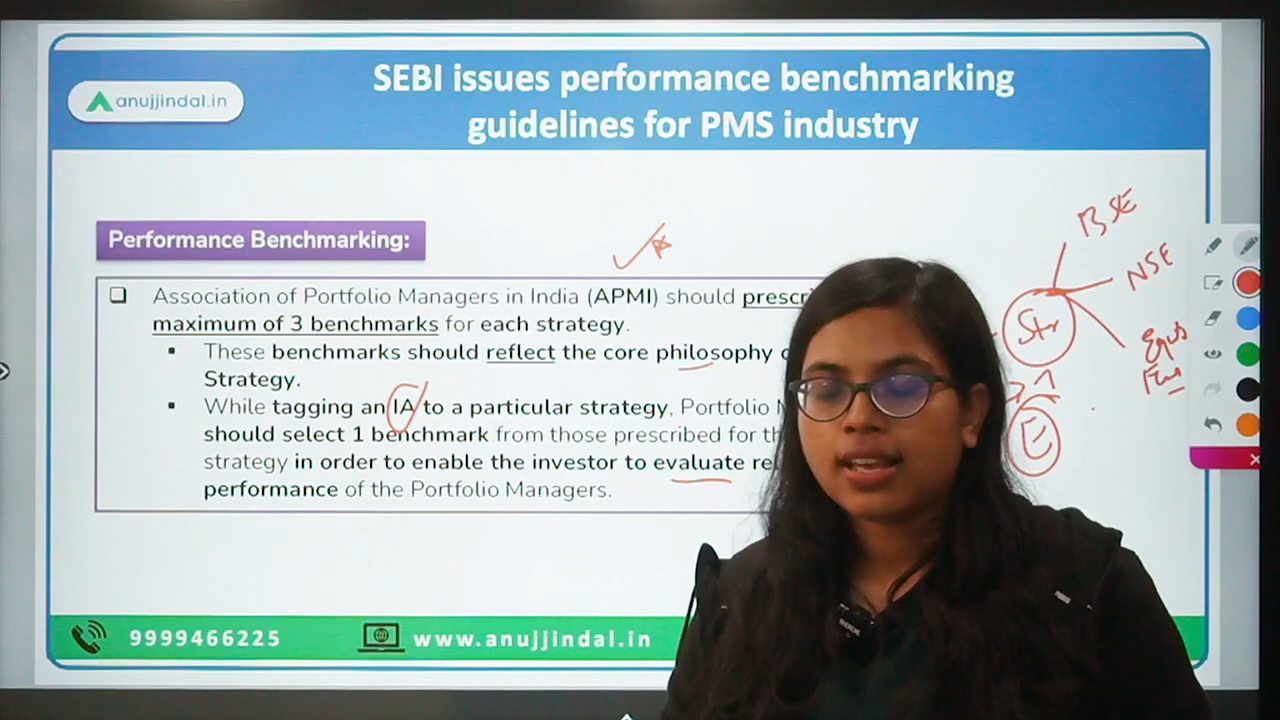 SEBI issues performance benchmarking
anujjindal.in
guidelines for PMS industry
Performance Benchmarking:
Association of Portfolio Managers in India (APMI) should
maximum of 3 benchmarks for each strategy.
These benchmarks should reflect the core philosophy
Strategy.
While tagging an IA to a particular strategy, Portfolio
should select 1 benchmark from those prescribed for
strategy in order to enable the investor to evaluate
performance of the Portfolio Managers.
BSE
NSE
Str
E
9999466225
www.anujjindal.in